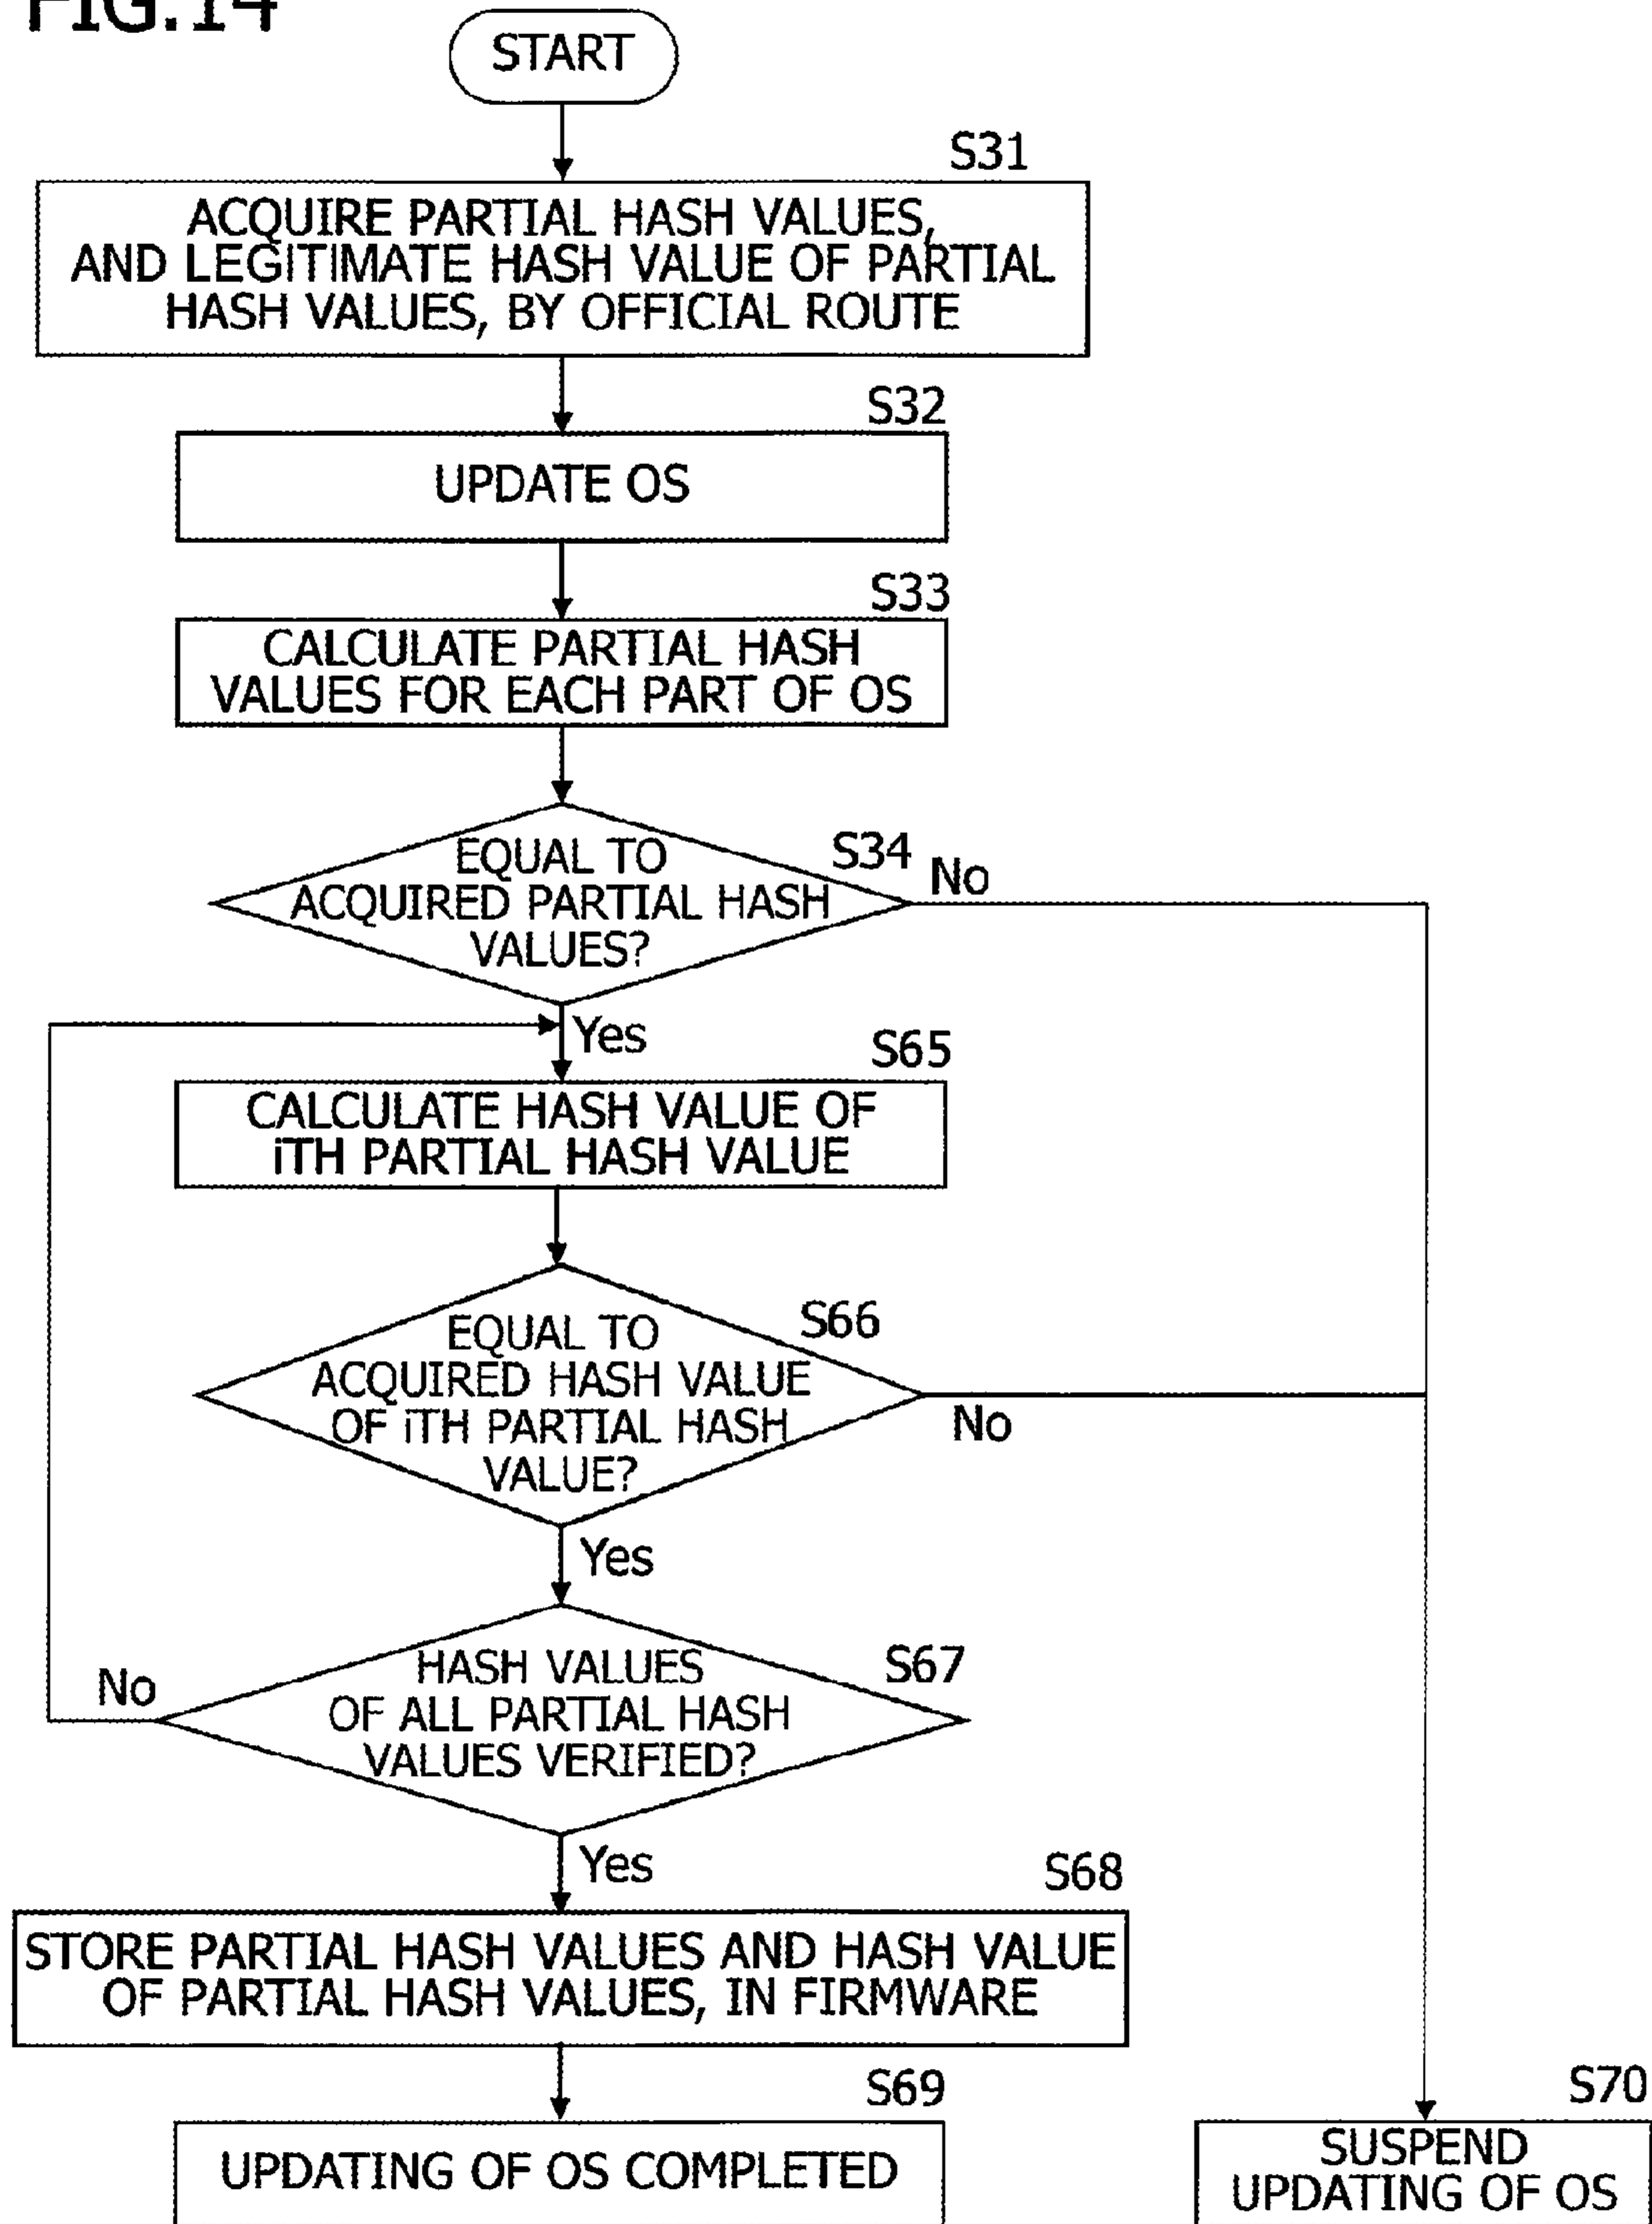 FIG.14
START
S31
ACQUIRE PARTIAL HASH VALUES,
AND LEGITIMATE HASH VALUE OF PARTIAL
HASH VALUES, BY OFFICIAL ROUTE
S32
UPDATE OS
S33
CALCULATE PARTIAL HASH
VALUES FOR EACH PART OF OS
S34
EQUAL TO
ACQUIRED PARTIAL HASH
VALUES?
No
Yes
S65
CALCULATE HASH VALUE OF
iTH PARTIAL HASH VALUE
S66
EQUAL TO
ACQUIRED HASH VALUE
OF iTH PARTIAL HASH
VALUE?
No
Yes
S67
HASH VALUES
OF ALL PARTIAL HASH
VALUES VERIFIED?
No
Yes
S68
STORE PARTIAL HASH VALUES AND HASH VALUE
OF PARTIAL HASH VALUES, IN FIRMWARE
S69
UPDATING OF OS COMPLETED
S70
SUSPEND
UPDATING OF OS